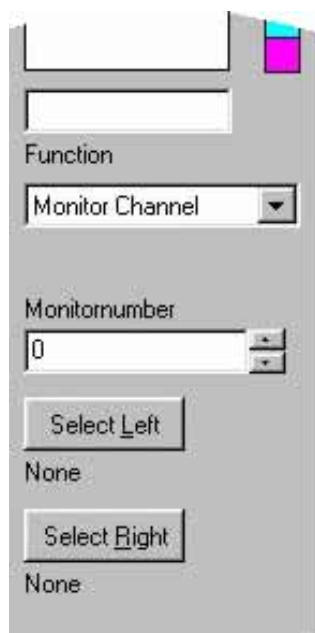 Function
Monitor Channel
Monitornumber
0
Select Left
None
Select Right
None